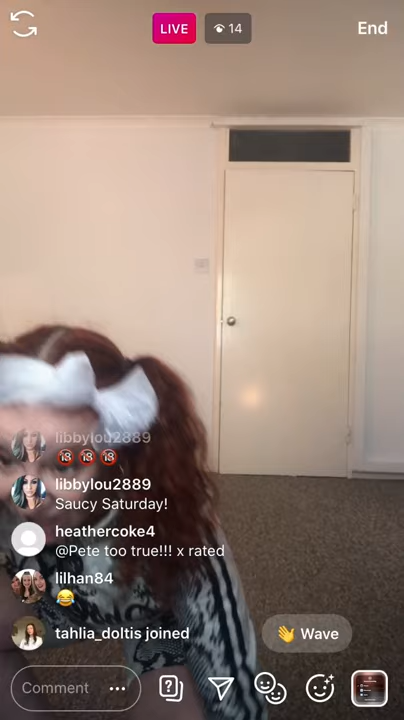 LIVE
14
End
libbylou2889
🔞 🔞 🔞
libbylou2889
Saucy Saturday!
heathercoke4
@Pete too true!!! x rated
lilhan84
😂
tahlia_doltis joined
👋 Wave
Comment